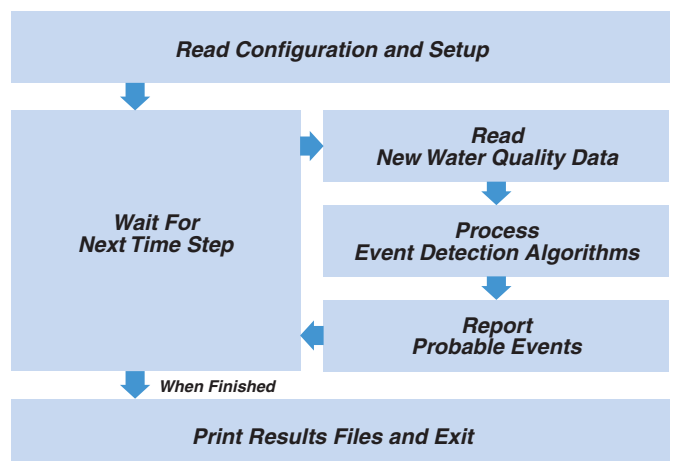 Read Configuration and Setup
Wait For
Next Time Step
Read
New Water Quality Data
Process
Event Detection Algorithms
Report
Probable Events
When Finished
Print Results Files and Exit